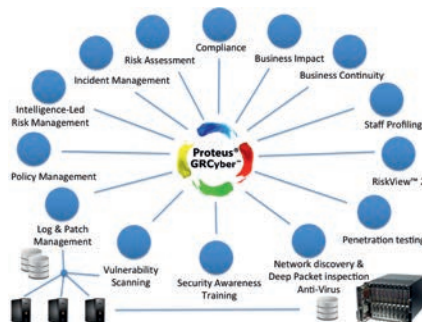 Compliance
Risk Assessment
Business Impact
Incident Management
Business Continuity
Intelligence-Led
Risk Management
Staff Profiling
Proteus®
GRCyber™
Policy Management
RiskView™ 2
Log & Patch
Management
Penetration testing
Vulnerability
Scanning
Security Awareness
Training
Network discovery &
Deep Packet inspection
Anti-Virus